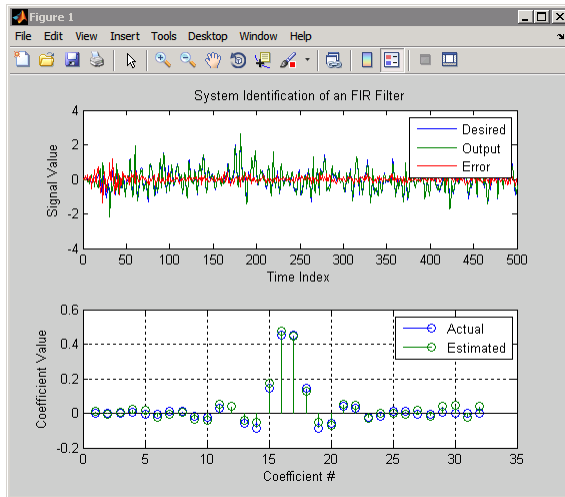 Figure 1
File Edit View Insert Tools Desktop Window Help
System Identification of an FIR Filter
4
2
0
-2
-4
Signal Value
Desired
Output
Error
0 50 100 150 200 250 300 350 400 450 500
Time Index
0.6
0.4
0.2
0
-0.2
Coefficient Value
Actual
Estimated
0 5 10 15 20 25 30 35
Coefficient #